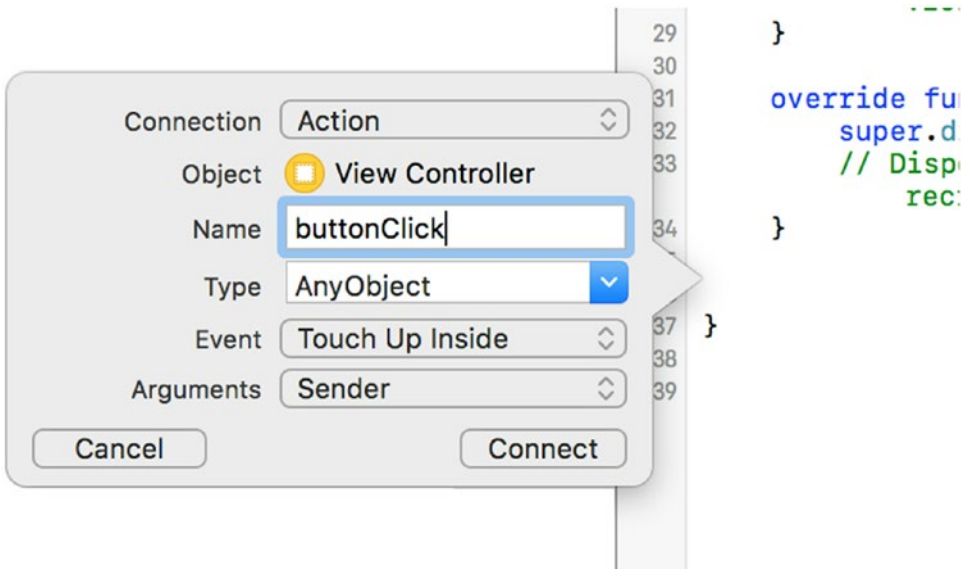 Connection Action
Object View Controller
Name buttonClick
Type AnyObject
Event Touch Up Inside
Arguments Sender
Cancel Connect
29 }
30
31 override
32 super.
33 //
34 }
37 }
38
39